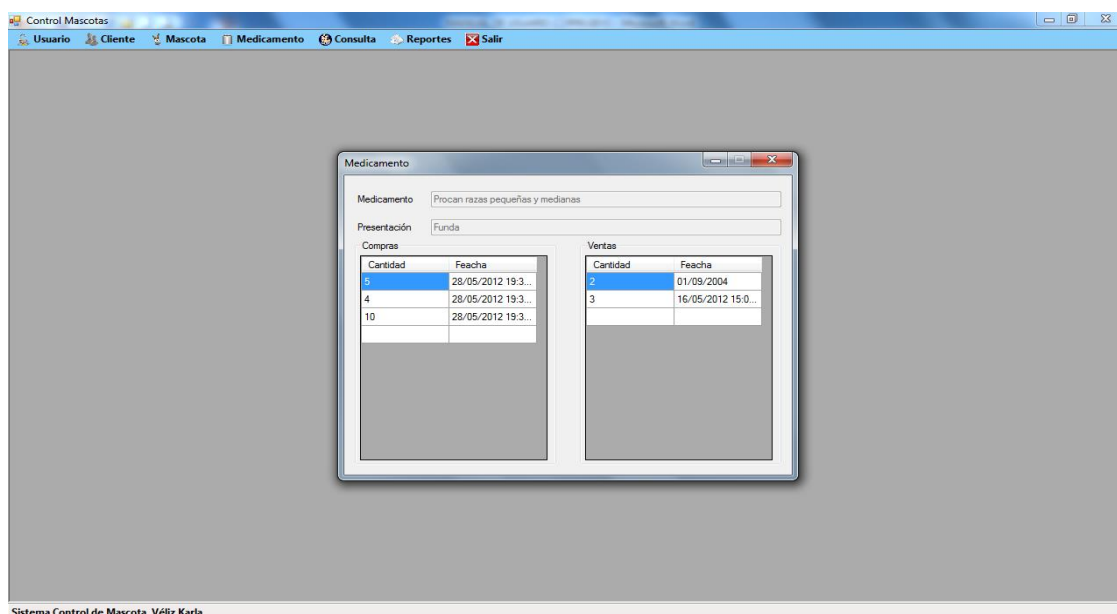 Control Mascotas
Usuario Cliente Mascota Medicamento Consulta Reportes Salir
Medicamento
Medicamento Procan razas pequeñas y medianas
Presentación Funda
Compras Ventas
Cantidad Feacha Cantidad Feacha
5 28/05/2012 19:3... 2 01/09/2004
4 28/05/2012 19:3... 3 16/05/2012 15:0...
10 28/05/2012 19:3...
Sistema Control de Mascota Véliz Karla